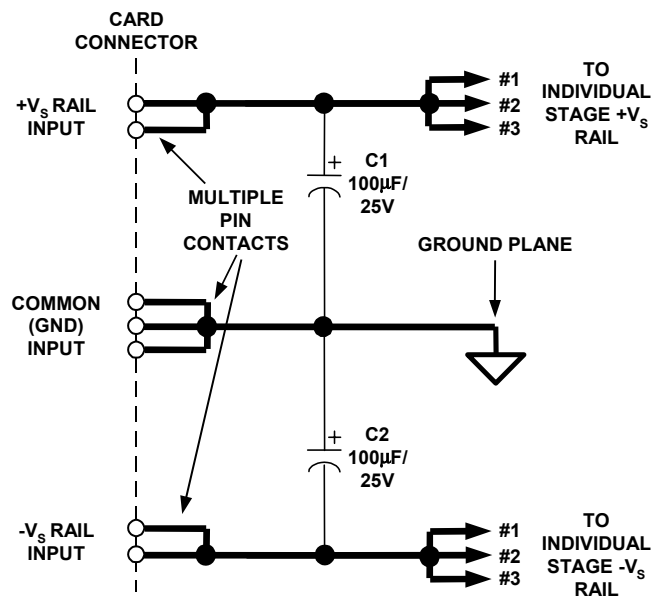 CARD
CONNECTOR
+VS RAIL
INPUT
#1
#2
#3
TO
INDIVIDUAL
STAGE +VS
RAIL
+
C1
100μF/
25V
MULTIPLE
PIN
CONTACTS
GROUND PLANE
COMMON
(GND)
INPUT
+
C2
100μF/
25V
-VS RAIL
INPUT
#1
#2
#3
TO
INDIVIDUAL
STAGE -VS
RAIL